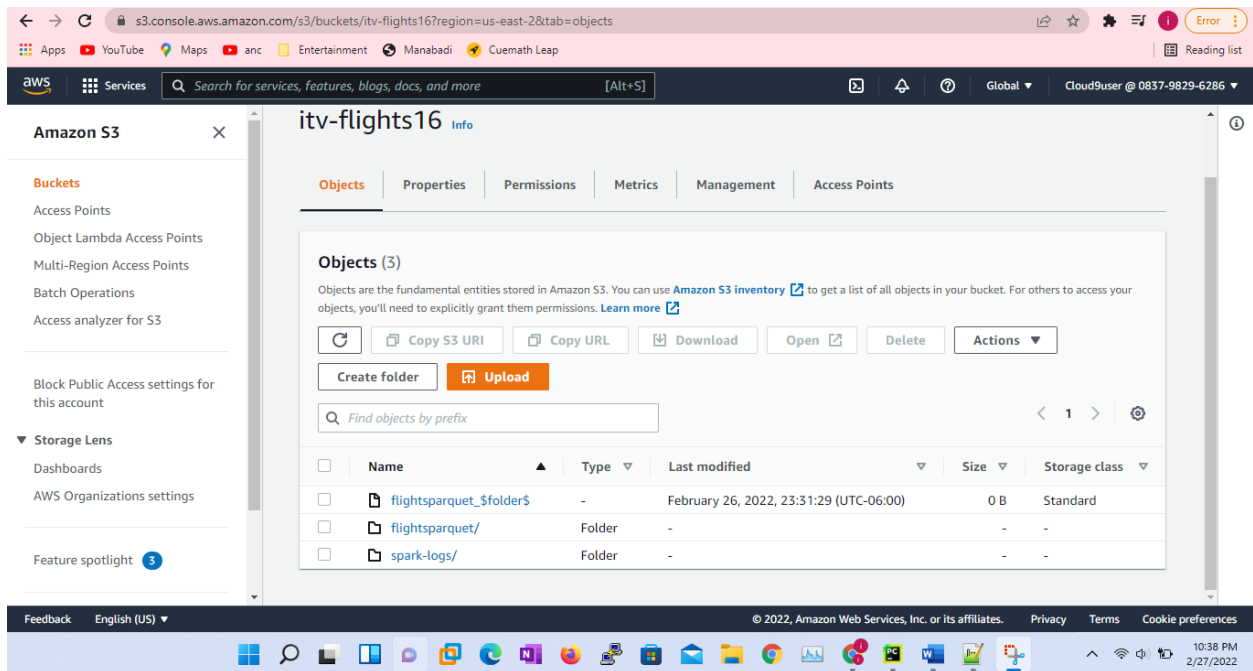 s3.console.aws.amazon.com/s3/buckets/itv-flights16?region=us-east-2&tab=objects
i
Error
Apps YouTube Maps anc Entertainment Manabadi Cuemath Leap Reading list
aws Services Search for services, features, blogs, docs, and more [Alt+S] Global ▼ Cloud9user @ 0837-9829-6286 ▼
Amazon S3
Buckets
Access Points
Object Lambda Access Points
Multi-Region Access Points
Batch Operations
Access analyzer for S3
Block Public Access settings for
this account
▼ Storage Lens
Dashboards
AWS Organizations settings
Feature spotlight 3
itv-flights16 Info
Objects Properties Permissions Metrics Management Access Points
Objects (3)
Objects are the fundamental entities stored in Amazon S3. You can use Amazon S3 inventory to get a list of all objects in your bucket. For others to access your
objects, you'll need to explicitly grant them permissions. Learn more
Copy S3 URI Copy URL Download Open Delete Actions ▼
Create folder Upload
Find objects by prefix
1
Name ▲ Type Last modified Size Storage class
flightsparquet_$folder$ - February 26, 2022, 23:31:29 (UTC-06:00) 0 B Standard
flightsparquet/ Folder - - -
spark-logs/ Folder - - -
Feedback English (US) ▼ © 2022, Amazon Web Services, Inc. or its affiliates. Privacy Terms Cookie preferences
10:38 PM
2/27/2022